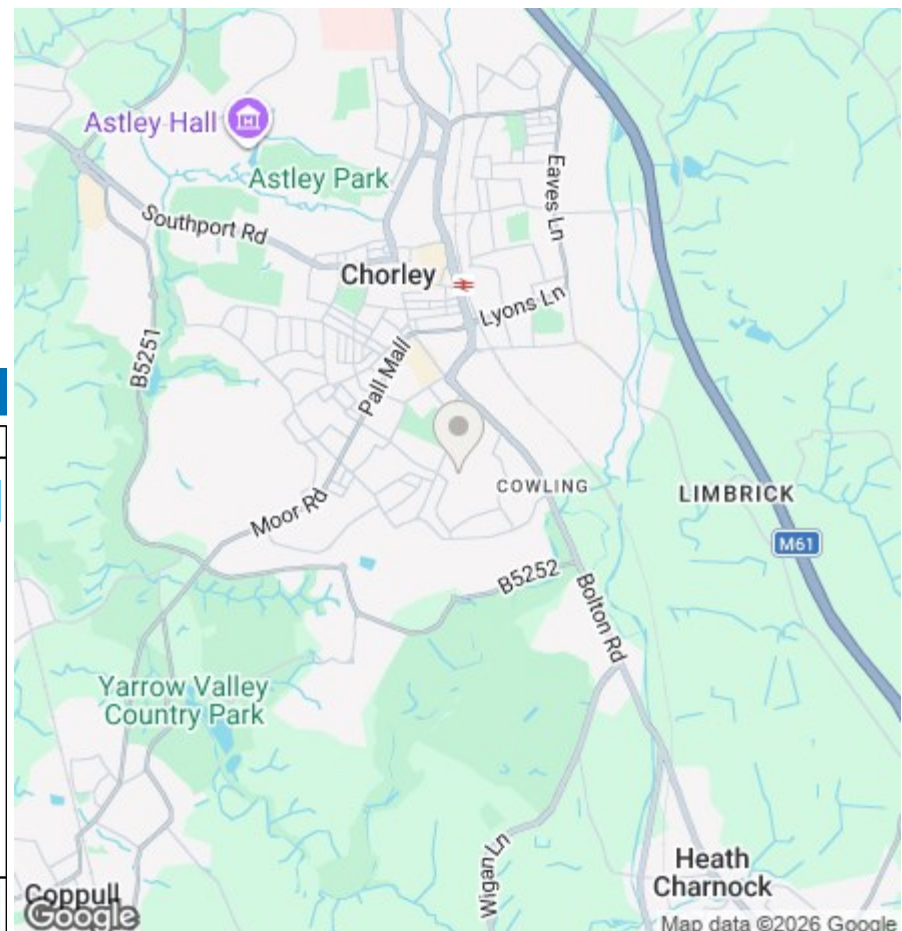 Astley Hall
Astley Park
Eaves Ln
Southport Rd
Chorley
Lyons Ln
B5251
Pall Mall
COWLING
LIMBRICK
Moor Rd
M61
B5252
Bolton Rd
Yarrow Valley
Country Park
Wigan Ln
Heath
Charnock
Coppull
Google
Map data ©2026 Google